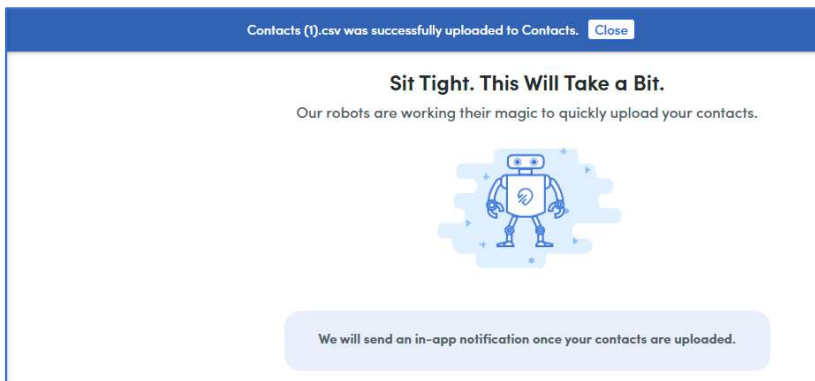 Contacts (1).csv was successfully uploaded to Contacts. Close
Sit Tight. This Will Take a Bit.
Our robots are working their magic to quickly upload your contacts.
We will send an in-app notification once your contacts are uploaded.